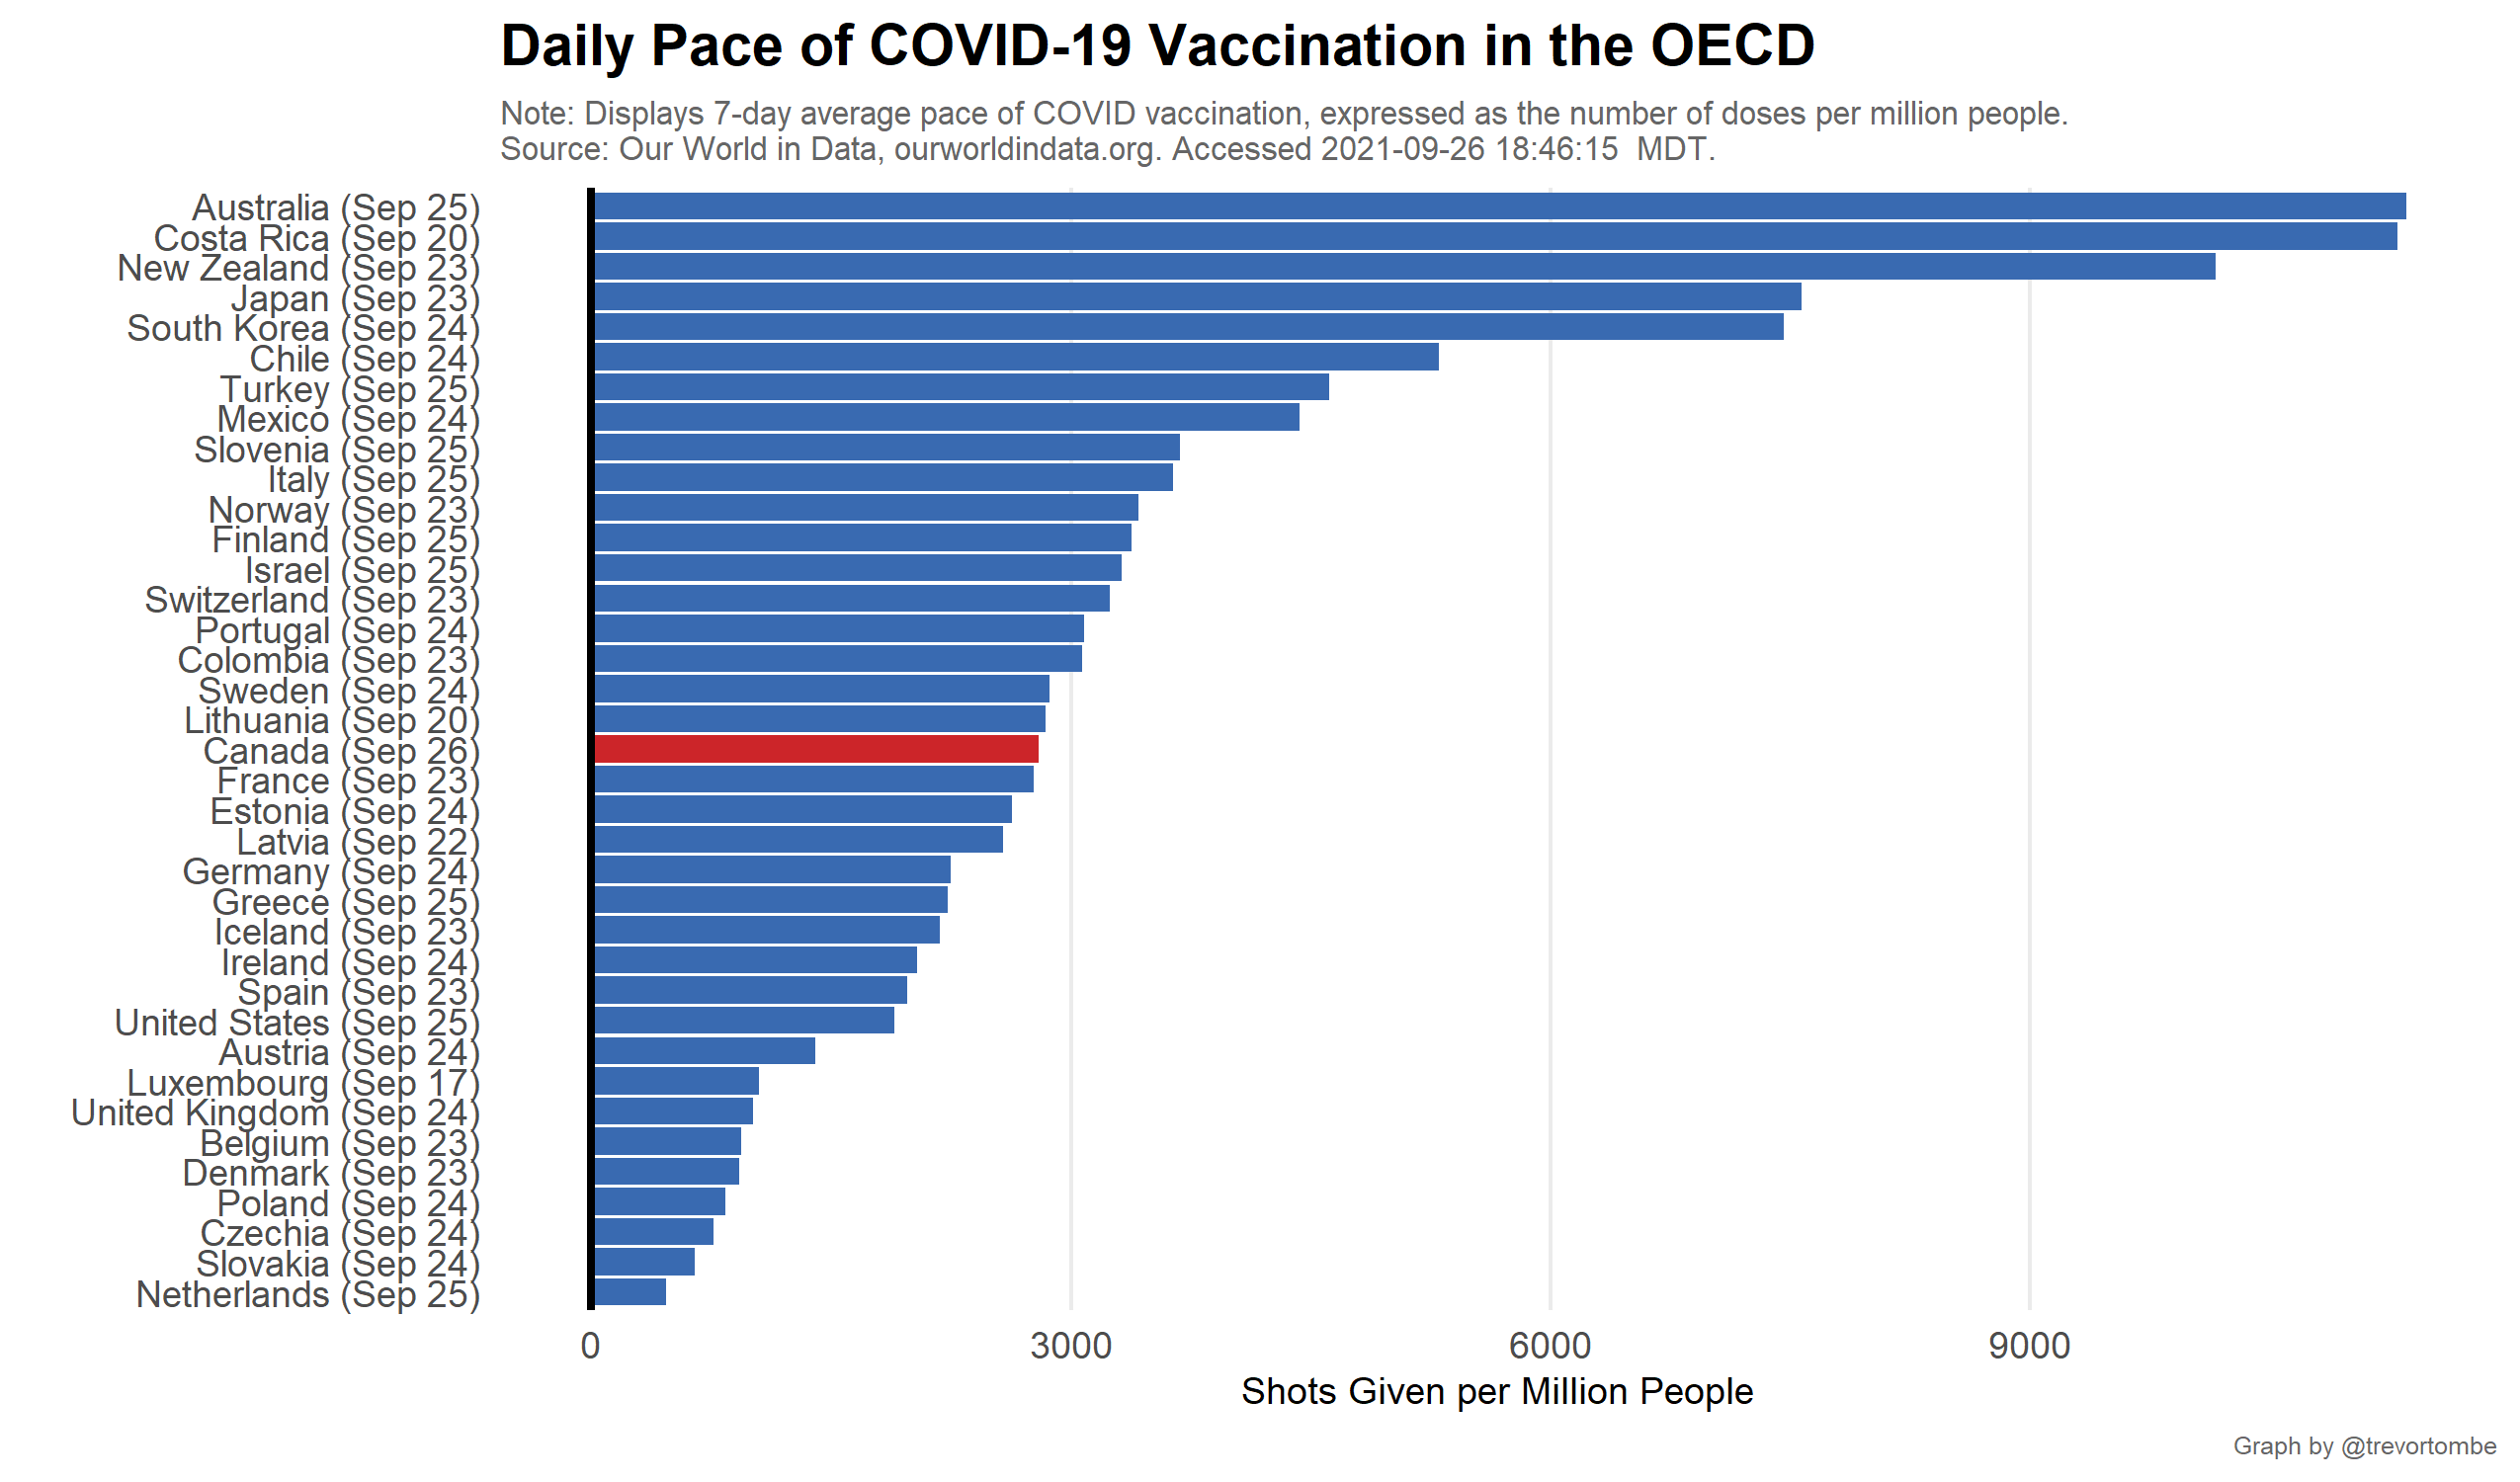 Daily Pace of COVID-19 Vaccination in the OECD
Note: Displays 7-day average pace of COVID vaccination, expressed as the number of doses per million people.
Source: Our World in Data, ourworldindata.org. Accessed 2021-09-26 18:46:15  MDT.
Australia (Sep 25)
Costa Rica (Sep 20)
New Zealand (Sep 23)
Japan (Sep 23)
South Korea (Sep 24)
Chile (Sep 24)
Turkey (Sep 25)
Mexico (Sep 24)
Slovenia (Sep 25)
Italy (Sep 25)
Norway (Sep 23)
Finland (Sep 25)
Israel (Sep 25)
Switzerland (Sep 23)
Portugal (Sep 24)
Colombia (Sep 23)
Sweden (Sep 24)
Lithuania (Sep 20)
Canada (Sep 26)
France (Sep 23)
Estonia (Sep 24)
Latvia (Sep 22)
Germany (Sep 24)
Greece (Sep 25)
Iceland (Sep 23)
Ireland (Sep 24)
Spain (Sep 23)
United States (Sep 25)
Austria (Sep 24)
Luxembourg (Sep 17)
United Kingdom (Sep 24)
Belgium (Sep 23)
Denmark (Sep 23)
Poland (Sep 24)
Czechia (Sep 24)
Slovakia (Sep 24)
Netherlands (Sep 25)
0 3000 6000 9000
Shots Given per Million People
Graph by @trevortombe